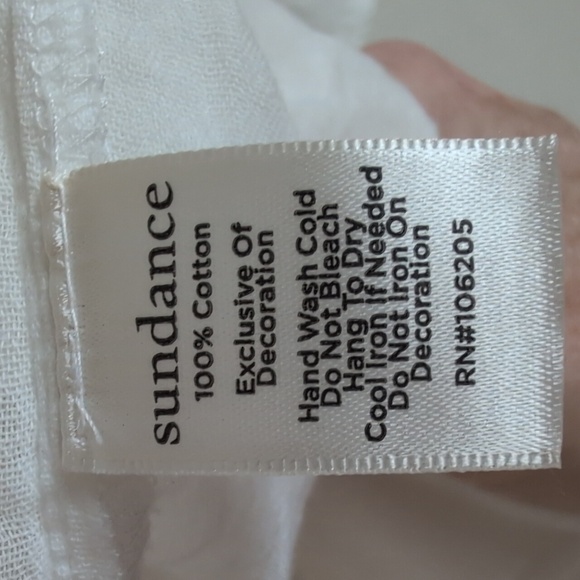 sundance
100% Cotton
Exclusive Of
Decoration
Hand Wash Cold
Do Not Bleach
Hang To Dry
Cool Iron If Needed
Do Not Iron On
Decoration
RN#106205